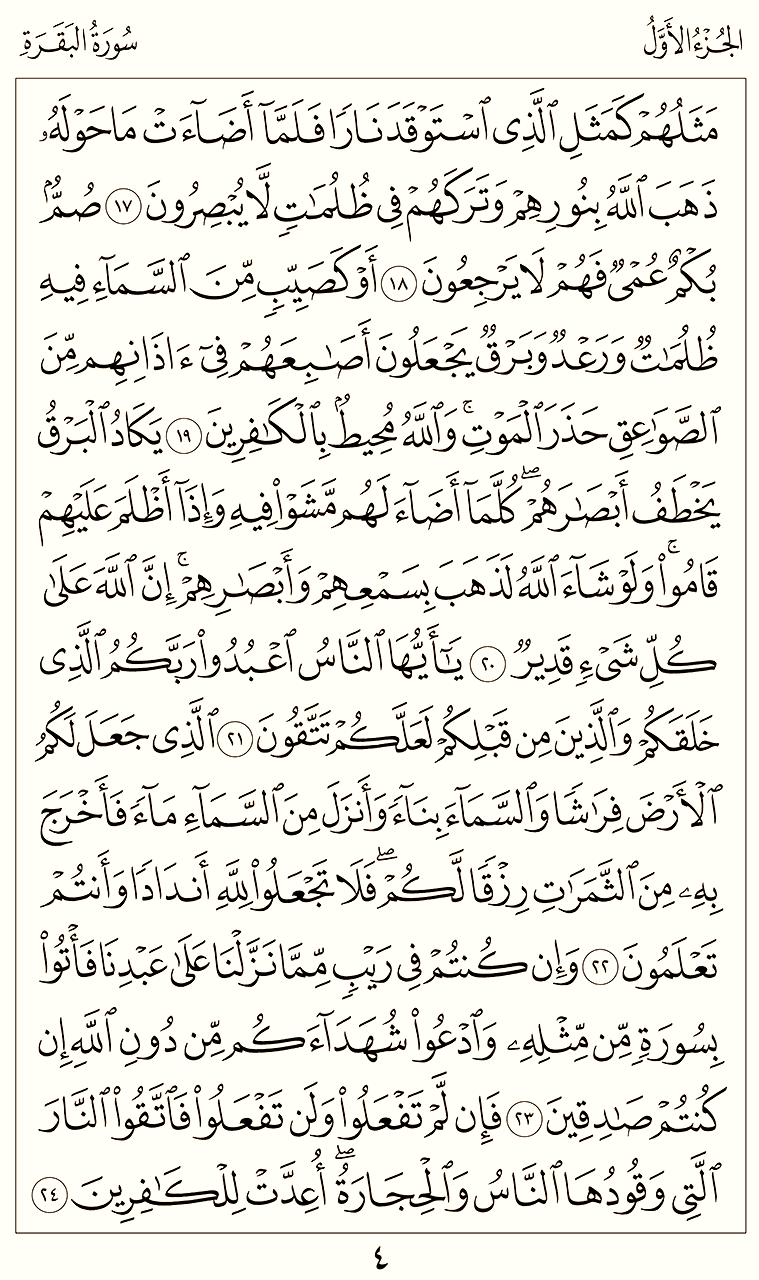 الجُزْءُ الأَوَّلُ
سُورَةُ البَقَرَةِ
مَثَلُهُمْ كَمَثَلِ ٱلَّذِى ٱسْتَوْقَدَ نَارًا فَلَمَّآ أَضَآءَتْ مَا حَوْلَهُۥ
ذَهَبَ ٱللَّهُ بِنُورِهِمْ وَتَرَكَهُمْ فِى ظُلُمَٰتٍ لَّا يُبْصِرُونَ ١٧ صُمٌّۢ
بُكْمٌ عُمْىٌ فَهُمْ لَا يَرْجِعُونَ ١٨ أَوْ كَصَيِّبٍ مِّنَ ٱلسَّمَآءِ فِيهِ
ظُلُمَٰتٌ وَرَعْدٌ وَبَرْقٌ يَجْعَلُونَ أَصَٰبِعَهُمْ فِىٓ ءَاذَانِهِم مِّنَ
ٱلصَّوَٰعِقِ حَذَرَ ٱلْمَوْتِ ۚ وَٱللَّهُ مُحِيطٌۢ بِٱلْكَٰفِرِينَ ١٩ يَكَادُ ٱلْبَرْقُ
يَخْطَفُ أَبْصَٰرَهُمْ ۖ كُلَّمَآ أَضَآءَ لَهُم مَّشَوْا۟ فِيهِ وَإِذَآ أَظْلَمَ عَلَيْهِمْ
قَامُوا۟ ۚ وَلَوْ شَآءَ ٱللَّهُ لَذَهَبَ بِسَمْعِهِمْ وَأَبْصَٰرِهِمْ ۚ إِنَّ ٱللَّهَ عَلَىٰ
كُلِّ شَىْءٍ قَدِيرٌ ٢٠ يَٰٓأَيُّهَا ٱلنَّاسُ ٱعْبُدُوا۟ رَبَّكُمُ ٱلَّذِى
خَلَقَكُمْ وَٱلَّذِينَ مِن قَبْلِكُمْ لَعَلَّكُمْ تَتَّقُونَ ٢١ ٱلَّذِى جَعَلَ لَكُمُ
ٱلْأَرْضَ فِرَٰشًا وَٱلسَّمَآءَ بِنَآءً وَأَنزَلَ مِنَ ٱلسَّمَآءِ مَآءً فَأَخْرَجَ
بِهِۦ مِنَ ٱلثَّمَرَٰتِ رِزْقًا لَّكُمْ ۖ فَلَا تَجْعَلُوا۟ لِلَّهِ أَندَادًا وَأَنتُمْ
تَعْلَمُونَ ٢٢ وَإِن كُنتُمْ فِى رَيْبٍ مِّمَّا نَزَّلْنَا عَلَىٰ عَبْدِنَا فَأْتُوا۟
بِسُورَةٍ مِّن مِّثْلِهِۦ وَٱدْعُوا۟ شُهَدَآءَكُم مِّن دُونِ ٱللَّهِ إِن
كُنتُمْ صَٰدِقِينَ ٢٣ فَإِن لَّمْ تَفْعَلُوا۟ وَلَن تَفْعَلُوا۟ فَٱتَّقُوا۟ ٱلنَّارَ
ٱلَّتِى وَقُودُهَا ٱلنَّاسُ وَٱلْحِجَارَةُ ۖ أُعِدَّتْ لِلْكَٰفِرِينَ ٢٤
٤